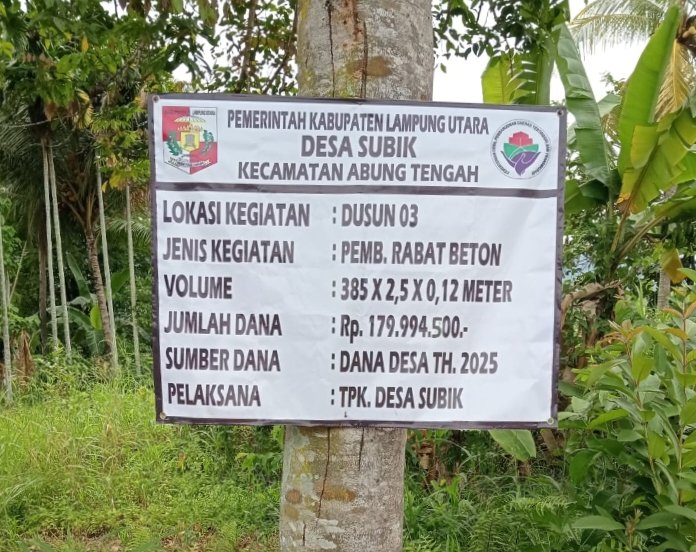 PEMERINTAH KABUPATEN LAMPUNG UTARA
DESA SUBIK
KECAMATAN ABUNG TENGAH
LOKASI KEGIATAN : DUSUN 03
JENIS KEGIATAN : PEMB. RABAT BETON
VOLUME : 385 X 2,5 X 0,12 METER
JUMLAH DANA : Rp. 179.994.500.-
SUMBER DANA : DANA DESA TH. 2025
PELAKSANA : TPK. DESA SUBIK